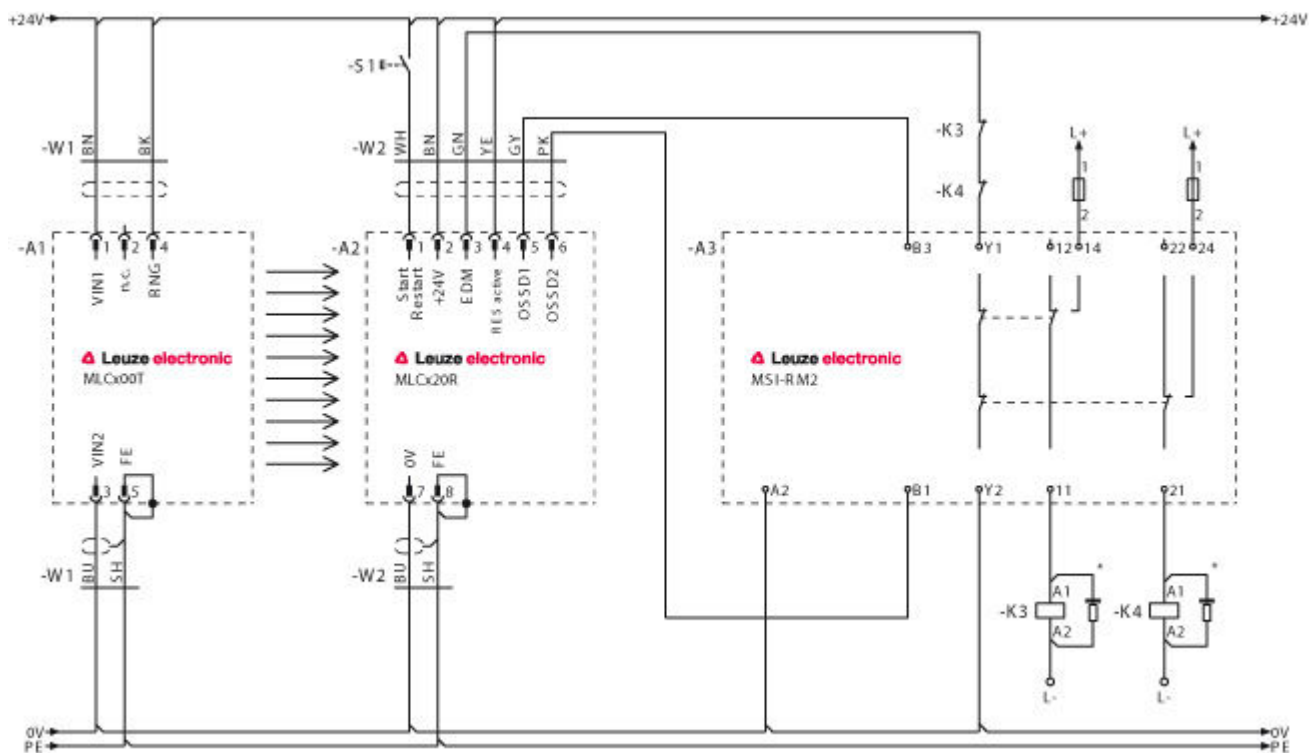 +24V
+24V
-S1
-W1
BN
BK
-W2
WH
BN
GN
YE
GY
PK
-K3
-K4
L+
1
2
L+
1
2
-A1
1
2
4
VIN1
n.c.
RNG
-A2
1
2
3
4
5
6
Start
Restart
+24V
EDM
RES active
OSSD1
OSSD2
-A3
B3
Y1
12
14
22
24
Leuze electronic
MLCx00T
Leuze electronic
MLCx20R
Leuze electronic
MSI-RM2
VIN2
FE
3
5
0V
FE
7
8
A2
B1
Y2
11
21
-W1
BU
SH
-W2
BU
SH
-K3
A1
A2
*
-K4
A1
A2
*
L-
L-
0V
0V
PE
PE